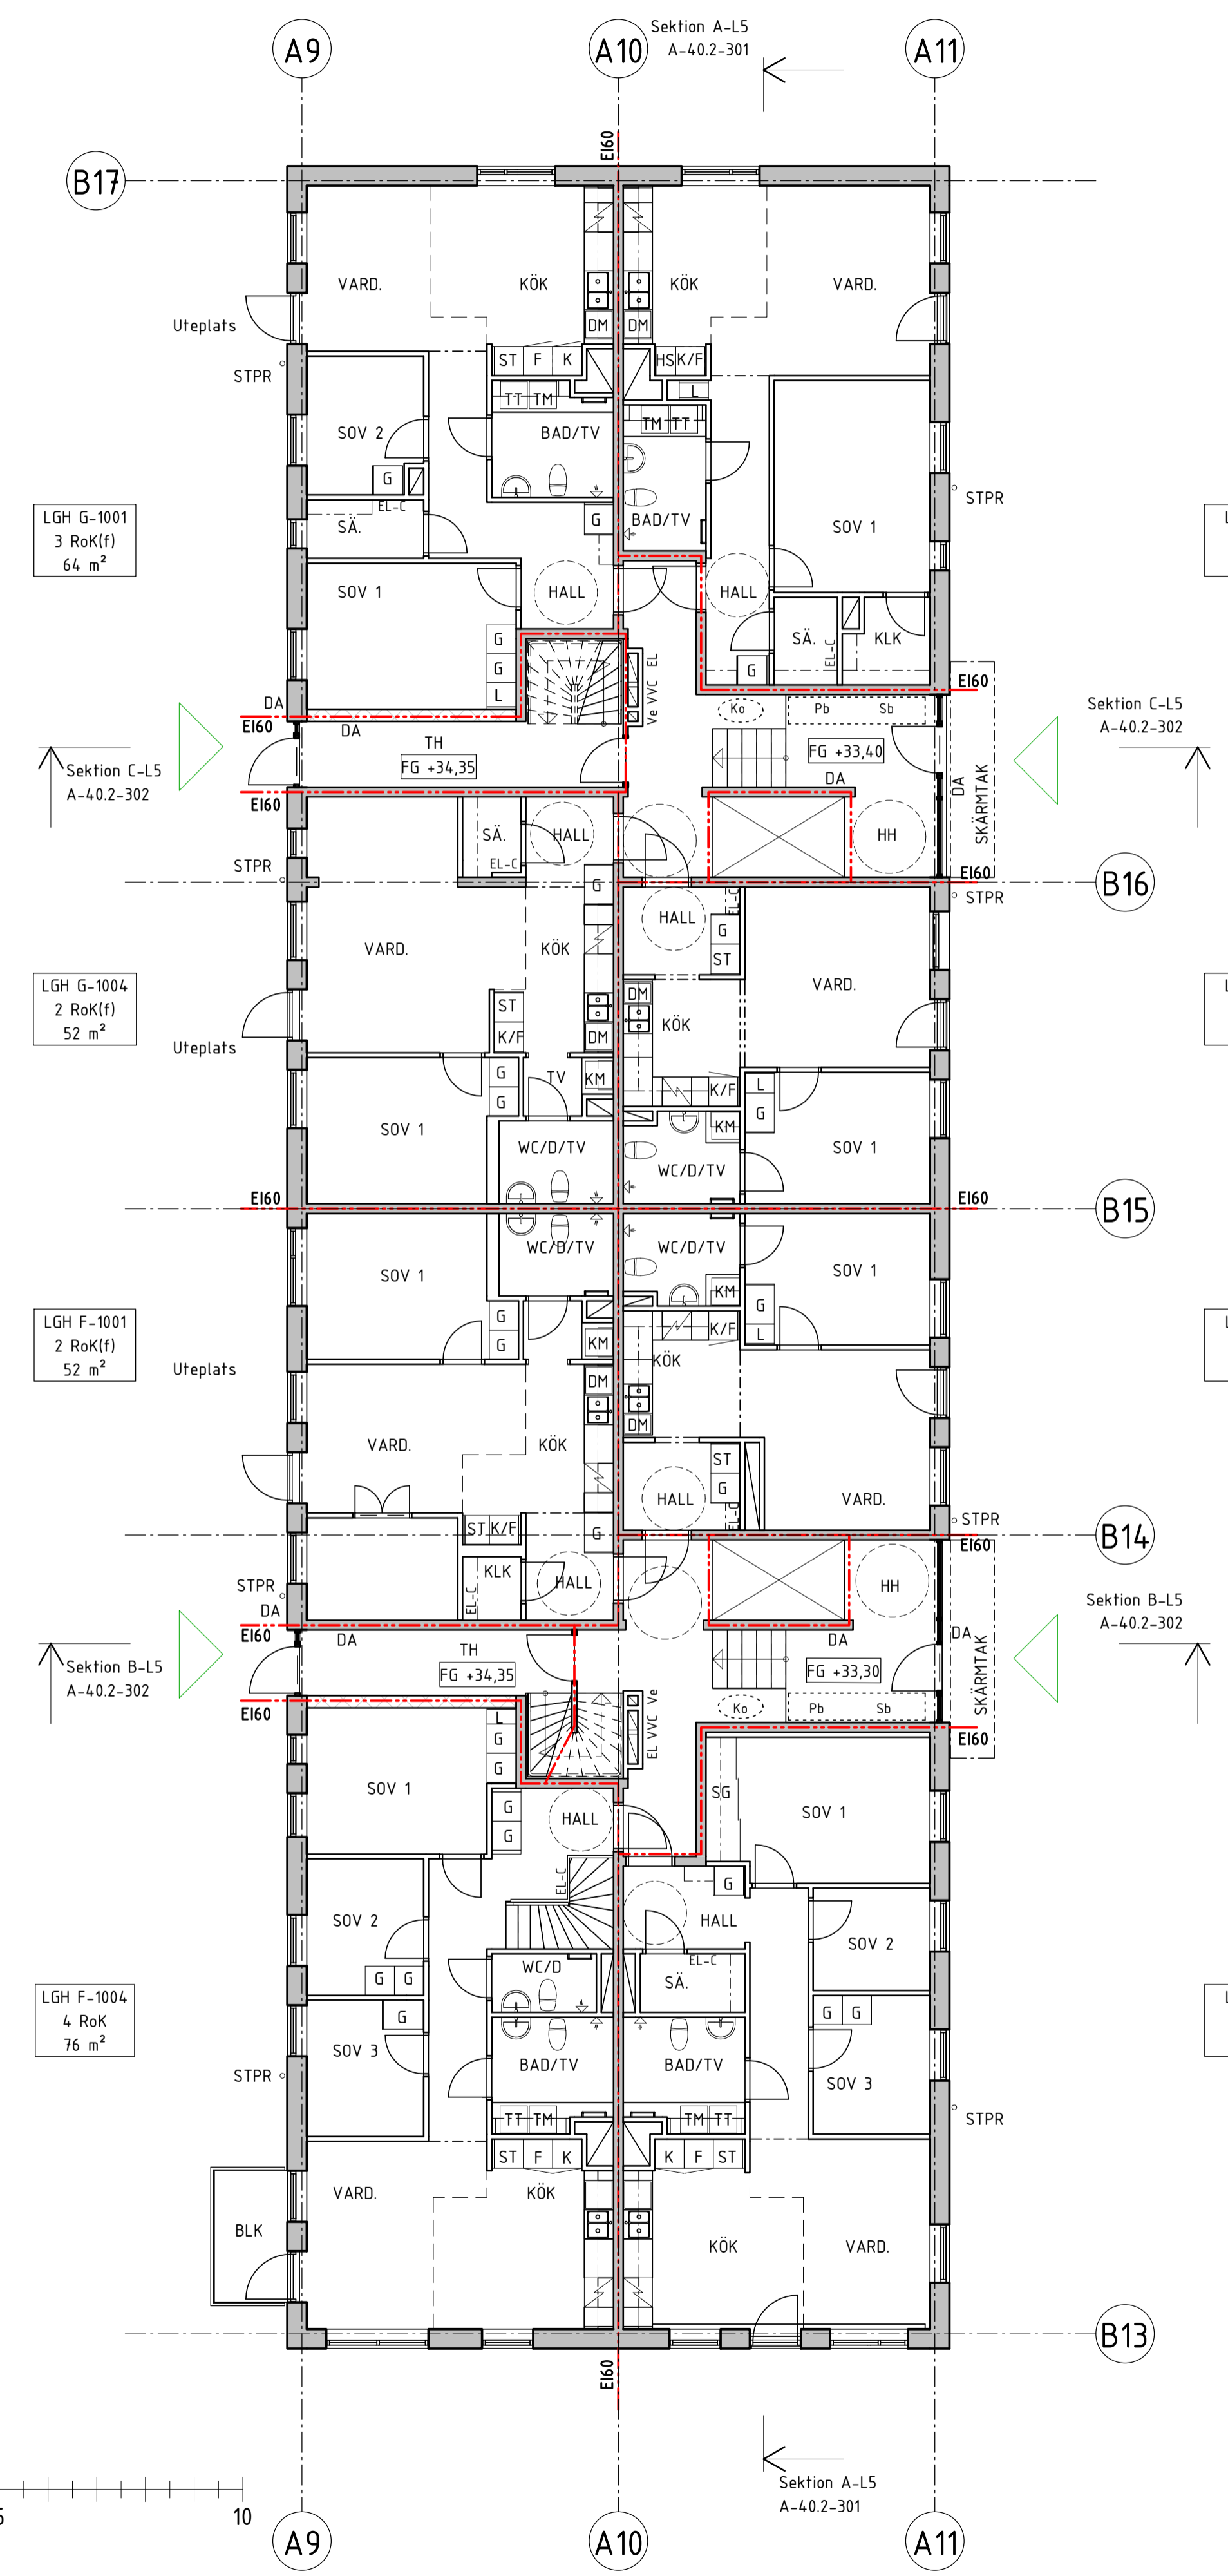 A9
A10
A11
Sektion A-L5
A-40.2-301
EI60
B17
VARD.
KÖK
KÖK
VARD.
Uteplats
DM
DM
ST F K
HS K/F
STPR
TT TM
L
SOV 2
BAD/TV
TM TT
G
STPR
LGH G-1001
3 RoK(f)
64 m²
SÄ.
EL-C
G
BAD/TV
SOV 1
SOV 1
HALL
HALL
G
G
L
G
SÄ.
EL-C
KLK
Ve VVC EL
EI60
DA
EI60
DA
TH
FG +34,35
Ko
Pb
Sb
FG +33,40
DA
DA
SKÄRMTAK
Sektion C-L5
A-40.2-302
Sektion C-L5
A-40.2-302
EI60
SÄ.
EL-C
HALL
HH
STPR
EI60
B16
STPR
G
HALL
EL-C
G
ST
VARD.
KÖK
VARD.
LGH G-1004
2 RoK(f)
52 m²
ST
K/F
DM
DM
KÖK
Uteplats
G
G
TV
KM
K/F
L
G
SOV 1
WC/D/TV
KM
WC/D/TV
SOV 1
EI60
EI60
B15
SOV 1
WC/D/TV
WC/D/TV
SOV 1
KM
G
L
LGH F-1001
2 RoK(f)
52 m²
G
G
KM
K/F
Uteplats
DM
KÖK
DM
VARD.
KÖK
ST
G
EL-C
HALL
VARD.
ST K/F
G
STPR
EI60
B14
KLK
EL-C
HALL
HH
STPR
DA
EI60
DA
TH
FG +34,35
DA
FG +33,30
DA
SKÄRMTAK
Sektion B-L5
A-40.2-302
Sektion B-L5
A-40.2-302
EI60
Ko
Pb
Sb
EL VVC Ve
EI60
L
G
G
SOV 1
G
G
HALL
SG
SOV 1
EL-C
G
SOV 2
HALL
SOV 2
G G
WC/D
EL-C
SÄ.
LGH F-1004
4 RoK
76 m²
G
G G
SOV 3
BAD/TV
BAD/TV
SOV 3
STPR
STPR
TT TM
TM TT
ST F K
K F ST
VARD.
KÖK
BLK
KÖK
VARD.
B13
EI60
Sektion A-L5
A-40.2-301
10
A9
A10
A11